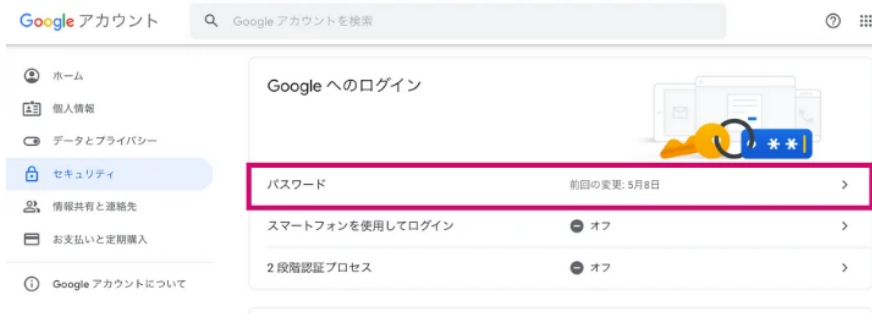 Google アカウント
Google アカウントを検索
ホーム
個人情報
データとプライバシー
セキュリティ
情報共有と連絡先
お支払いと定期購入
Google アカウントについて
Google へのログイン
**
パスワード 前回の変更: 5月8日
スマートフォンを使用してログイン オフ
2 段階認証プロセス オフ